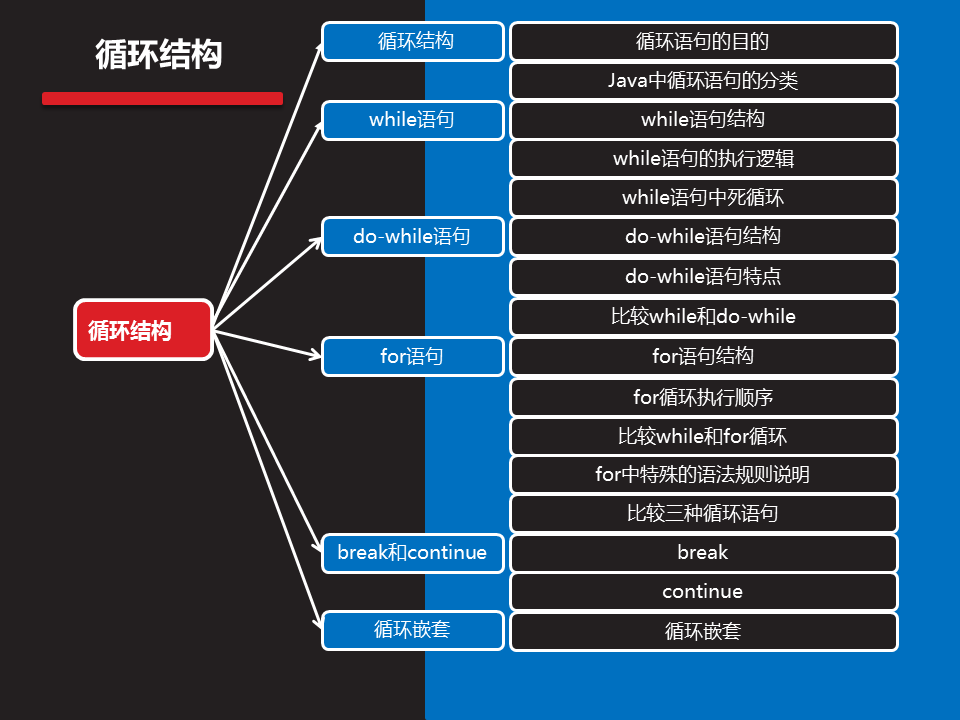 循环结构
循环结构
循环结构
循环语句的目的
Java中循环语句的分类
while语句
while语句结构
while语句的执行逻辑
while语句中死循环
do-while语句
do-while语句结构
do-while语句特点
比较while和do-while
for语句
for语句结构
for循环执行顺序
比较while和for循环
for中特殊的语法规则说明
比较三种循环语句
break和continue
break
continue
循环嵌套
循环嵌套